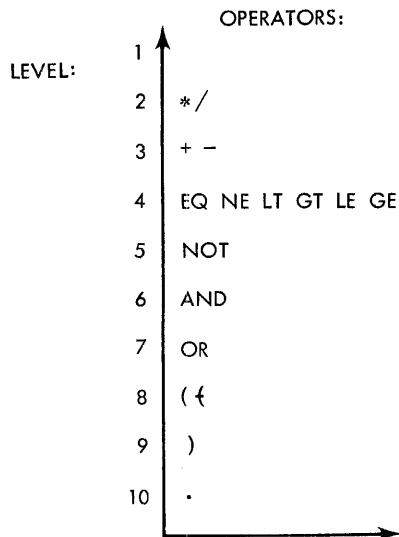 OPERATORS:
LEVEL:
1
2 */
3 + −
4 EQ NE LT GT LE GE
5 NOT
6 AND
7 OR
8 (
9 )
10 .